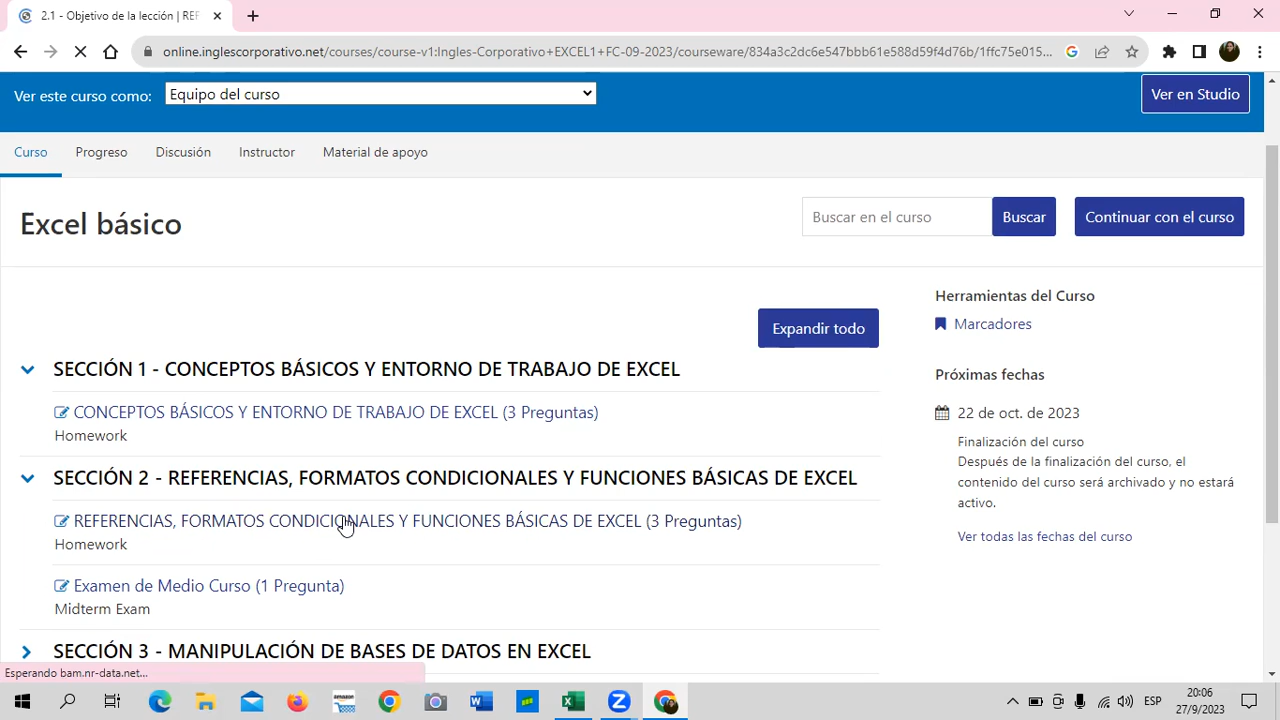 2.1 - Objetivo de la lección | REF
online.inglescorporativo.net/courses/course-v1:Ingles-Corporativo+EXCEL1+FC-09-2023/courseware/834a3c2dc6e547bbb61e588d59f4d76b/1ffc75e015...
Ver este curso como:
Equipo del curso
Ver en Studio
Curso
Progreso
Discusión
Instructor
Material de apoyo
Excel básico
Buscar en el curso
Buscar
Continuar con el curso
Expandir todo
SECCIÓN 1 - CONCEPTOS BÁSICOS Y ENTORNO DE TRABAJO DE EXCEL
CONCEPTOS BÁSICOS Y ENTORNO DE TRABAJO DE EXCEL (3 Preguntas)
Homework
SECCIÓN 2 - REFERENCIAS, FORMATOS CONDICIONALES Y FUNCIONES BÁSICAS DE EXCEL
REFERENCIAS, FORMATOS CONDICIONALES Y FUNCIONES BÁSICAS DE EXCEL (3 Preguntas)
Homework
Examen de Medio Curso (1 Pregunta)
Midterm Exam
SECCIÓN 3 - MANIPULACIÓN DE BASES DE DATOS EN EXCEL
Herramientas del Curso
Marcadores
Próximas fechas
22 de oct. de 2023
Finalización del curso
Después de la finalización del curso, el
contenido del curso será archivado y no estará
activo.
Ver todas las fechas del curso
Esperando bam.nr-data.net...
amazon
ESP
20:06
27/9/2023